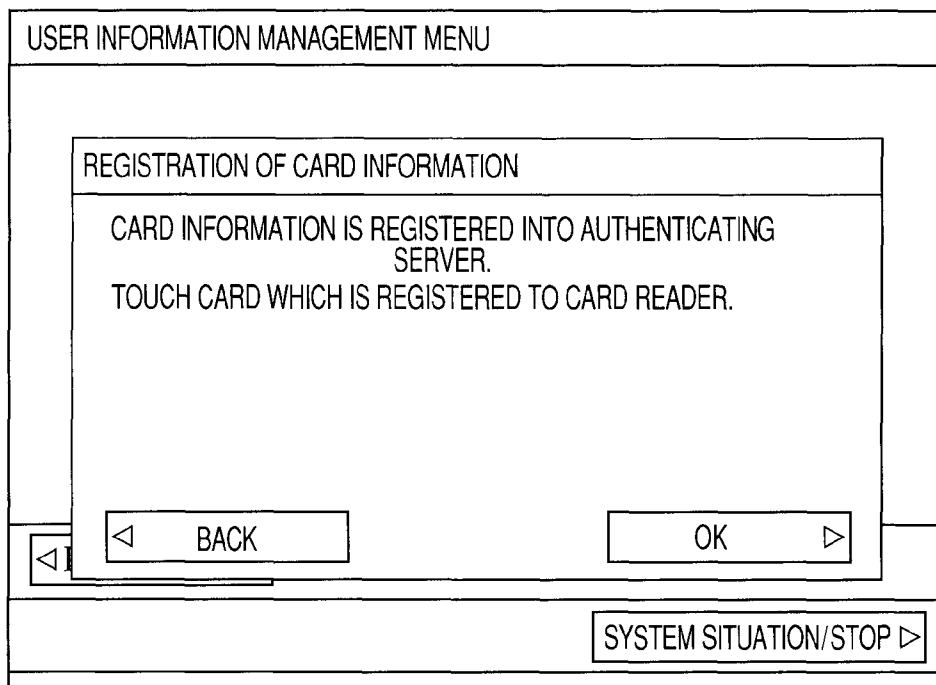 USER INFORMATION MANAGEMENT MENU
REGISTRATION OF CARD INFORMATION
CARD INFORMATION IS REGISTERED INTO AUTHENTICATING
SERVER.
TOUCH CARD WHICH IS REGISTERED TO CARD READER.
BACK
OK
SYSTEM SITUATION/STOP